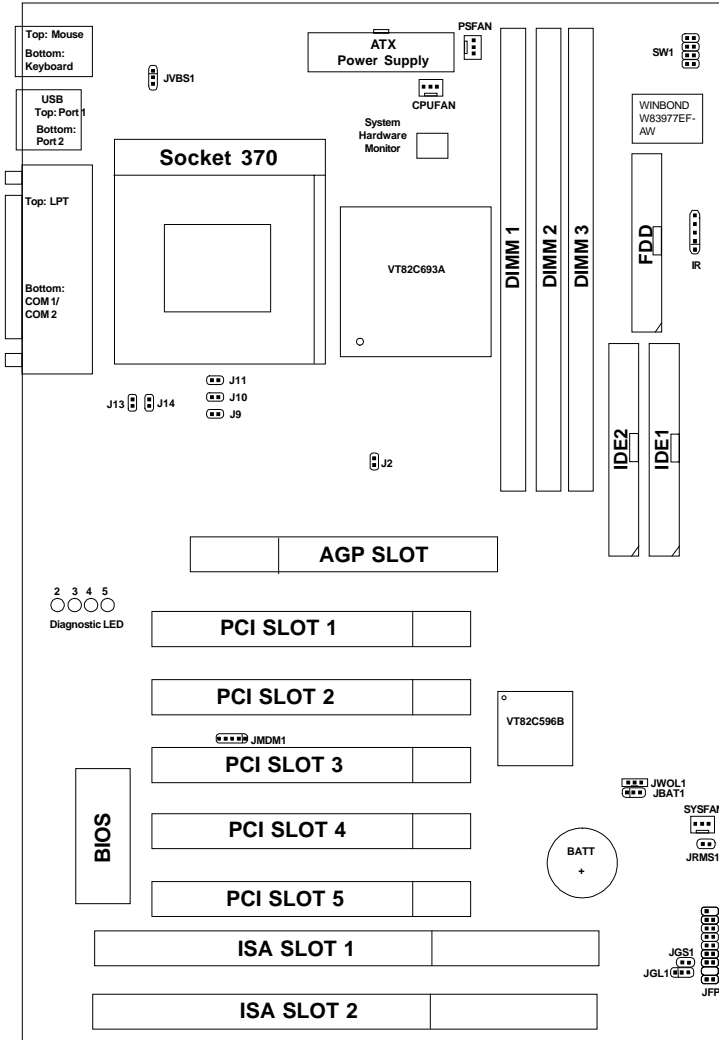 Top: Mouse
Bottom:
Keyboard
USB
Top: Port 1
Bottom:
Port 2
Top: LPT
Bottom:
COM 1/
COM 2
JVBS1
ATX
Power Supply
PSFAN
CPUFAN
System
Hardware
Monitor
SW1
WINBOND
W83977EF-
AW
Socket 370
VT82C693A
DIMM 1
DIMM 2
DIMM 3
FDD
IR
J11
J10
J9
J13
J14
J2
IDE2
IDE1
AGP SLOT
2 3 4 5
Diagnostic LED
PCI SLOT 1
PCI SLOT 2
VT82C596B
JMDM1
PCI SLOT 3
JWOL1
JBAT1
SYSFAN
JRMS1
BIOS
PCI SLOT 4
BATT
+
PCI SLOT 5
ISA SLOT 1
JGS1
JGL1
JFP
ISA SLOT 2